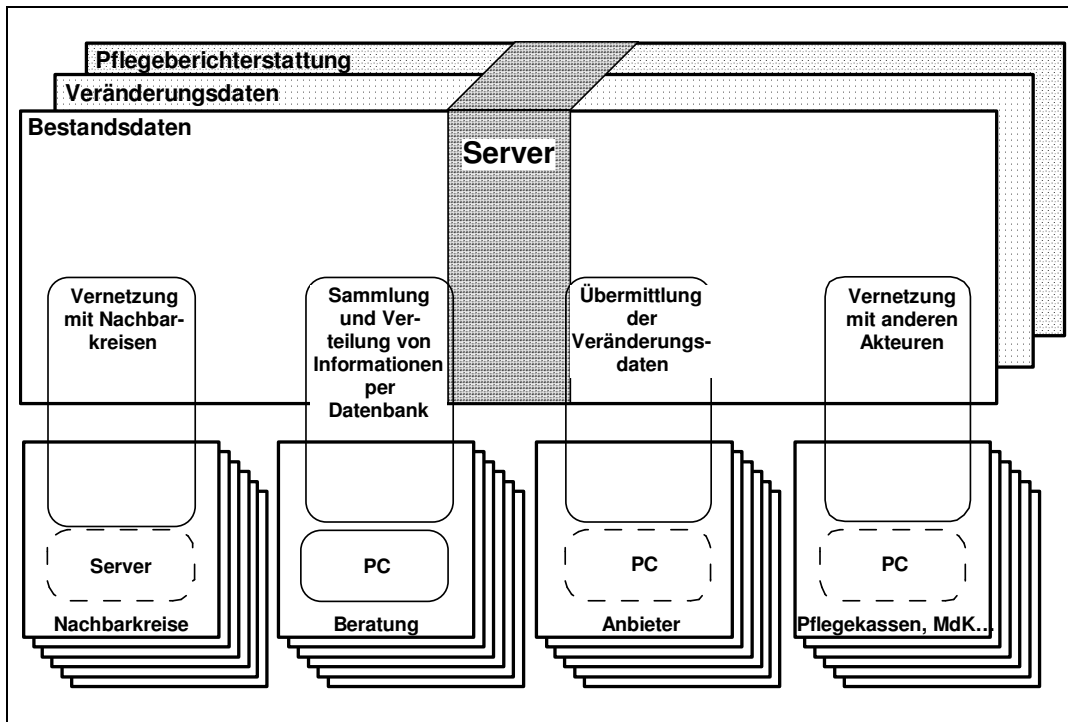 Pflegeberichterstattung
Veränderungsdaten
Bestandsdaten
Server
Vernetzung
mit Nachbar-
kreisen
Sammlung
und Ver-
teilung von
Informationen
per
Datenbank
Übermittlung
der
Veränderungs-
daten
Vernetzung
mit anderen
Akteuren
Server
PC
PC
PC
Nachbarkreise
Beratung
Anbieter
Pflegekassen, MdK...